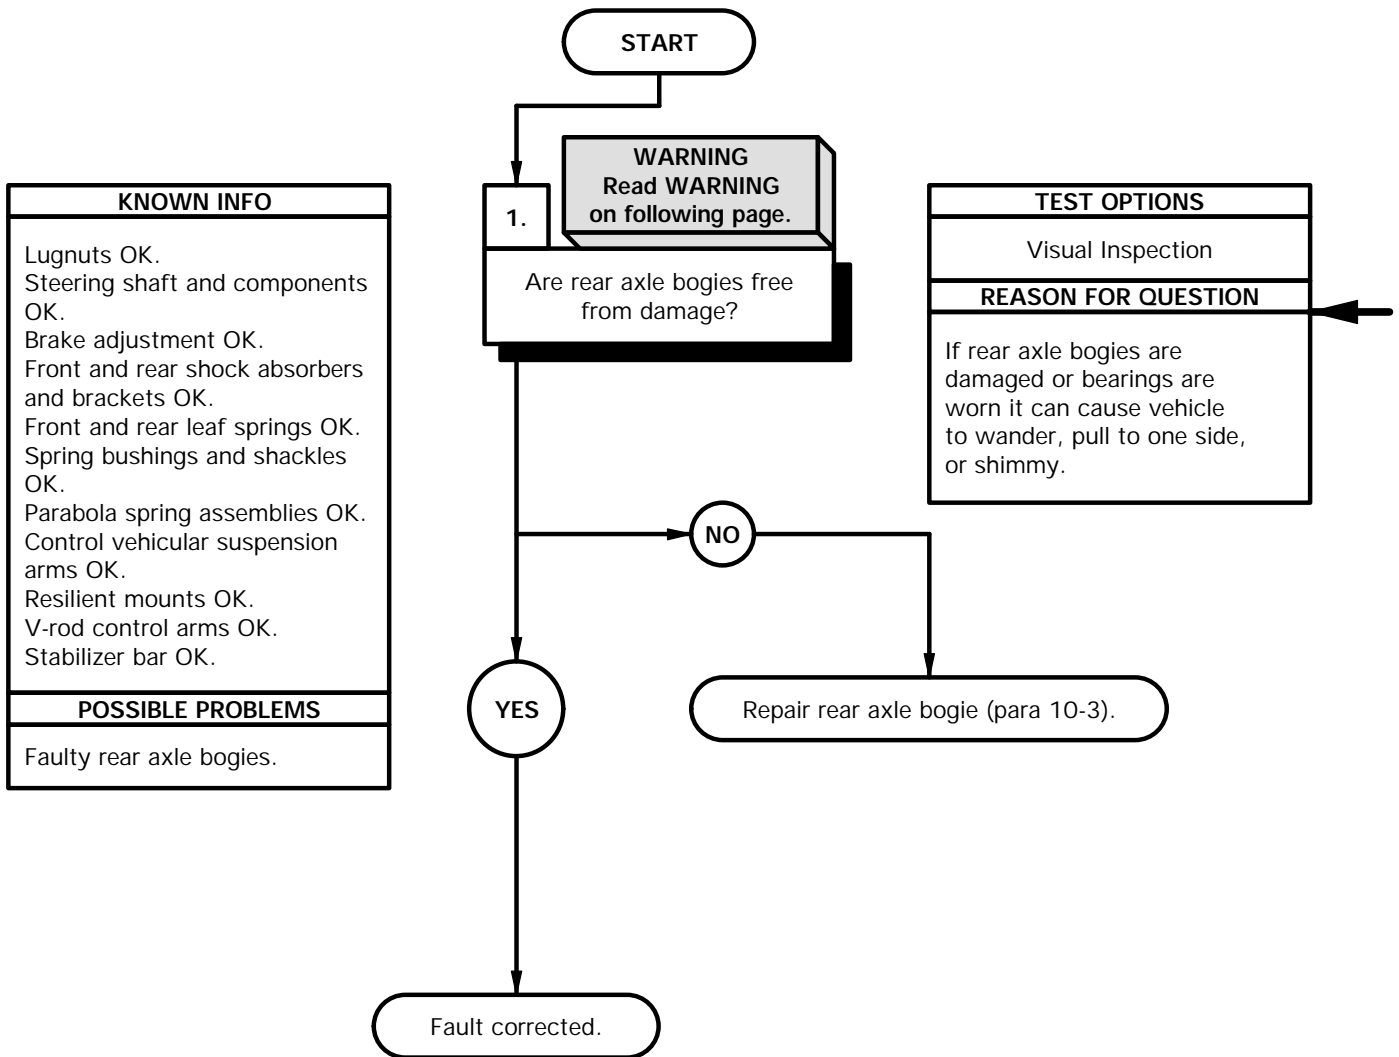 START
WARNING
Read WARNING
on following page.
1.
Are rear axle bogies free
from damage?
KNOWN INFO
Lugnuts OK.
Steering shaft and components
OK.
Brake adjustment OK.
Front and rear shock absorbers
and brackets OK.
Front and rear leaf springs OK.
Spring bushings and shackles
OK.
Parabola spring assemblies OK.
Control vehicular suspension
arms OK.
Resilient mounts OK.
V-rod control arms OK.
Stabilizer bar OK.
POSSIBLE PROBLEMS
Faulty rear axle bogies.
TEST OPTIONS
Visual Inspection
REASON FOR QUESTION
If rear axle bogies are
damaged or bearings are
worn it can cause vehicle
to wander, pull to one side,
or shimmy.
NO
YES
Repair rear axle bogie (para 10-3).
Fault corrected.